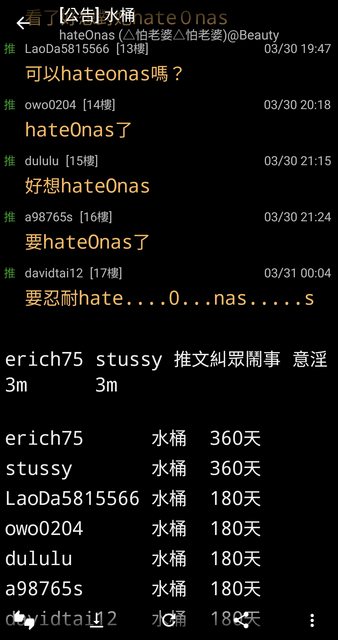 [公告] 水桶
hateOnas (△怕老婆△怕老婆)@Beauty
推 LaoDa5815566 [13樓] 03/30 19:47
可以hateonas嗎？
推 owo0204 [14樓] 03/30 20:18
hateOnas了
推 dululu [15樓] 03/30 21:15
好想hateOnas
推 a98765s [16樓] 03/30 21:24
要hateOnas了
推 davidtai12 [17樓] 03/31 00:04
要忍耐hate....O...nas.....s
erich75 stussy 推文糾眾鬧事 意淫
3m 3m
erich75 水桶 360天
stussy 水桶 360天
LaoDa5815566 水桶 180天
owo0204 水桶 180天
dululu 水桶 180天
a98765s 水桶 180天
davidtai12 水桶 180天